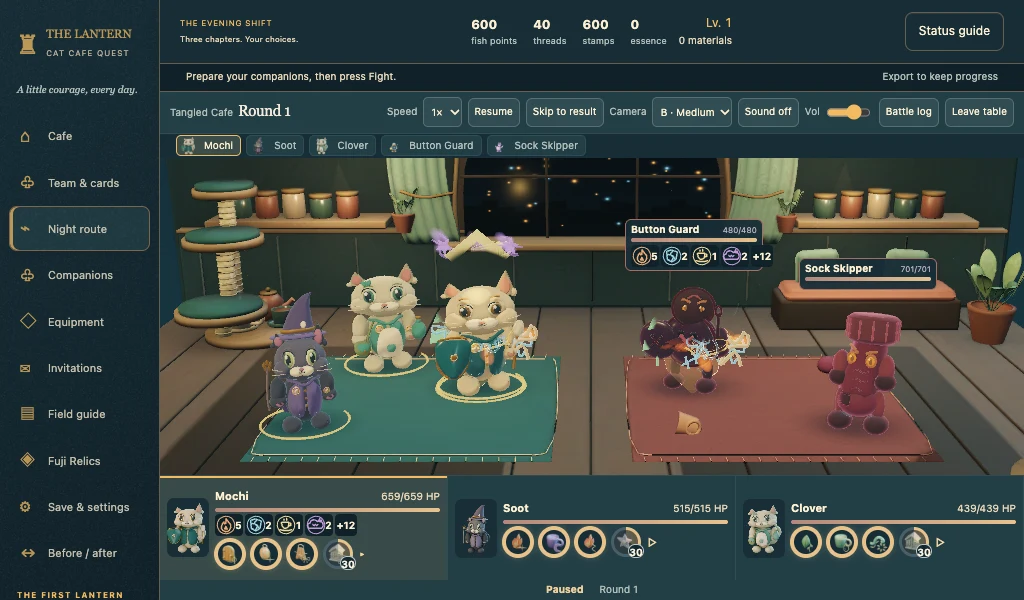 THE LANTERN
CAT CAFE QUEST
A little courage, every day.
Cafe
Team & cards
Night route
Companions
Equipment
Invitations
Field guide
Fuji Relics
Save & settings
Before / after
THE FIRST LANTERN
THE EVENING SHIFT
Three chapters. Your choices.
600 fish points
40 threads
600 stamps
0 essence
Lv. 1
0 materials
Status guide
Prepare your companions, then press Fight.
Export to keep progress
Tangled Cafe Round 1
Speed 1x Resume Skip to result Camera B · Medium Sound off Vol Battle log Leave table
Mochi Soot Clover Button Guard Sock Skipper
Button Guard 480/480
5 2 1 2 +12
Sock Skipper 701/701
Mochi 659/659 HP
5 2 1 2 +12
30
Soot 515/515 HP
30
Clover 439/439 HP
30
Paused Round 1